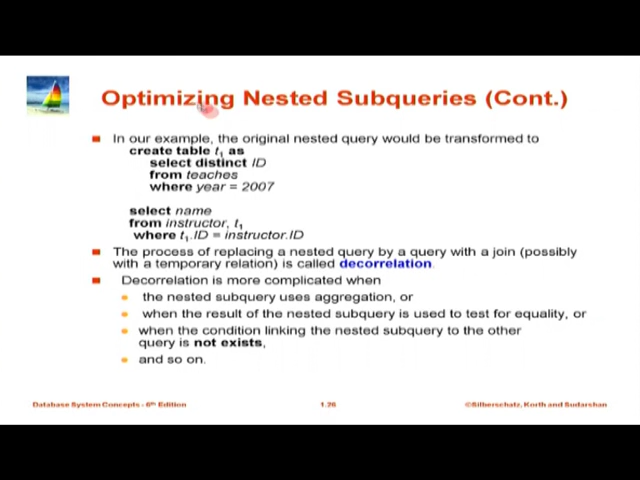 Optimizing Nested Subqueries (Cont.)
In our example, the original nested query would be transformed to
create table t1 as
select distinct ID
from teaches
where year = 2007
select name
from instructor, t1
where t1.ID = instructor.ID
The process of replacing a nested query by a query with a join (possibly
with a temporary relation) is called decorrelation.
Decorrelation is more complicated when
the nested subquery uses aggregation, or
when the result of the nested subquery is used to test for equality, or
when the condition linking the nested subquery to the other
query is not exists,
and so on.
Database System Concepts - 6th Edition
1.26
©Silberschatz, Korth and Sudarshan